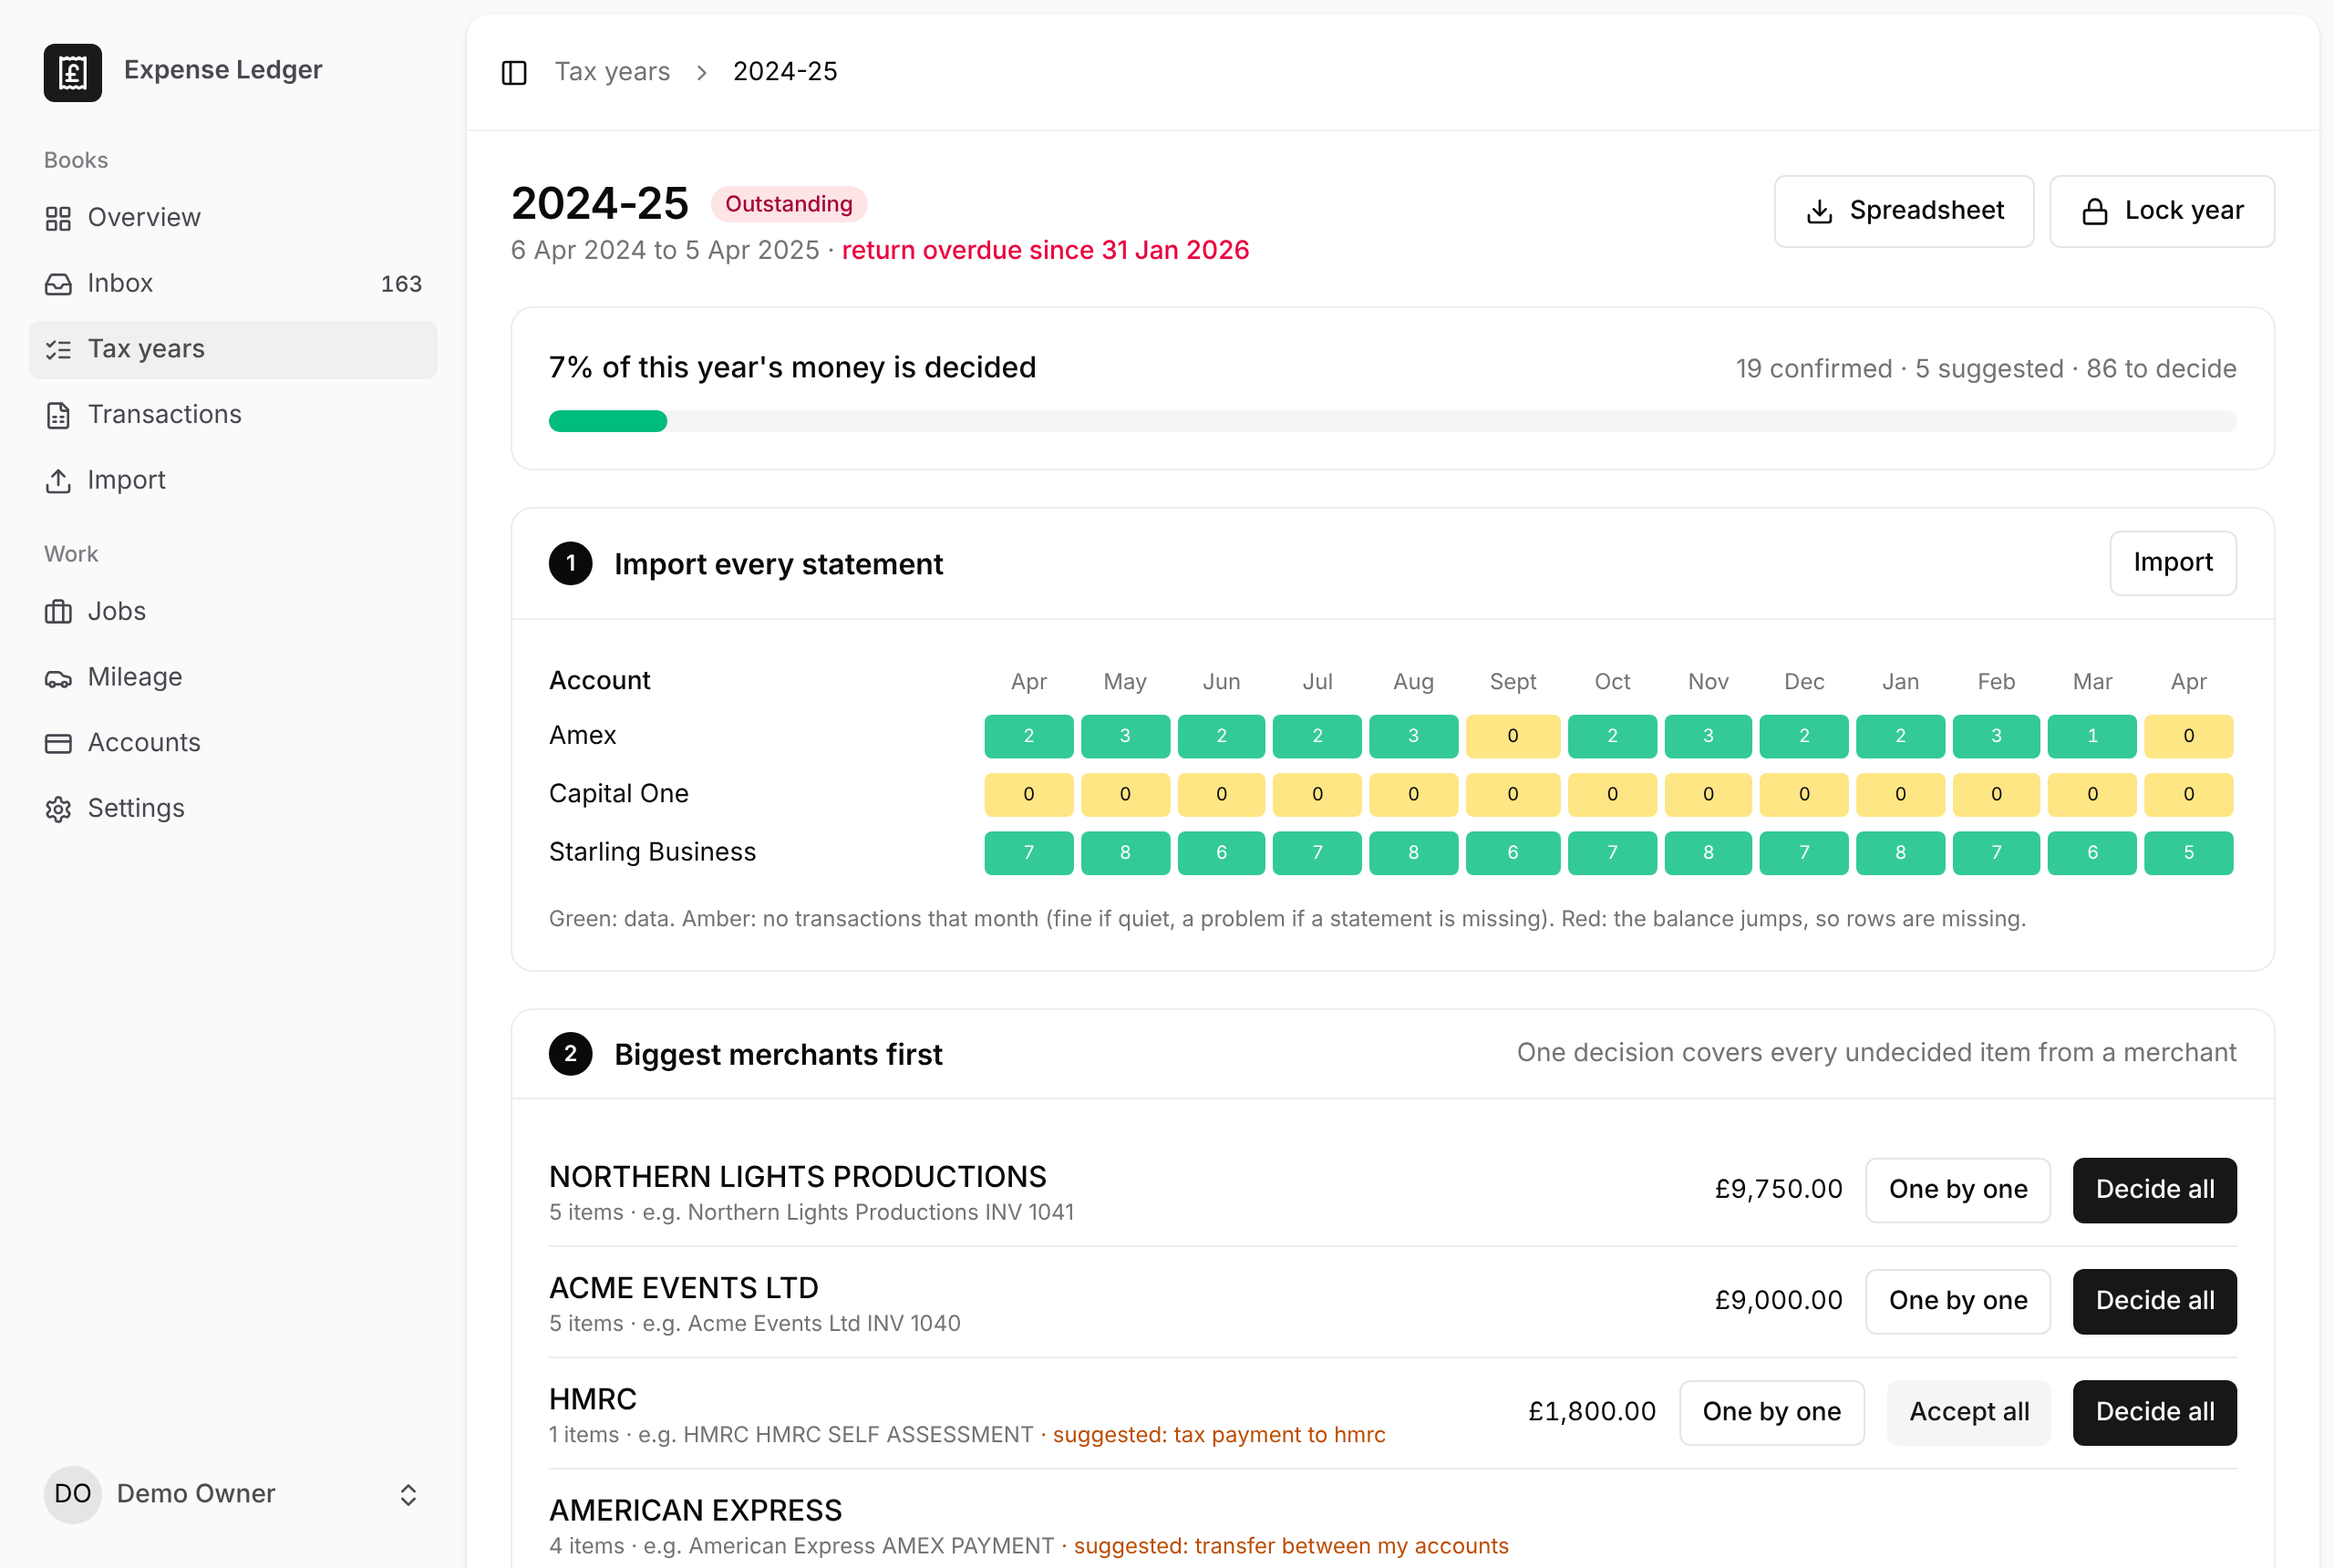 Expense Ledger
Books
Overview
Inbox 163
Tax years
Transactions
Import
Work
Jobs
Mileage
Accounts
Settings
DO Demo Owner
Tax years > 2024-25
2024-25 Outstanding
6 Apr 2024 to 5 Apr 2025 · return overdue since 31 Jan 2026
Spreadsheet
Lock year
7% of this year's money is decided
19 confirmed · 5 suggested · 86 to decide
1 Import every statement
Import
Account Apr May Jun Jul Aug Sept Oct Nov Dec Jan Feb Mar Apr
Amex 2 3 2 2 3 0 2 3 2 2 3 1 0
Capital One 0 0 0 0 0 0 0 0 0 0 0 0 0
Starling Business 7 8 6 7 8 6 7 8 7 8 7 6 5
Green: data. Amber: no transactions that month (fine if quiet, a problem if a statement is missing). Red: the balance jumps, so rows are missing.
2 Biggest merchants first
One decision covers every undecided item from a merchant
NORTHERN LIGHTS PRODUCTIONS
5 items · e.g. Northern Lights Productions INV 1041
£9,750.00 One by one Decide all
ACME EVENTS LTD
5 items · e.g. Acme Events Ltd INV 1040
£9,000.00 One by one Decide all
HMRC
1 items · e.g. HMRC HMRC SELF ASSESSMENT · suggested: tax payment to hmrc
£1,800.00 One by one Accept all Decide all
AMERICAN EXPRESS
4 items · e.g. American Express AMEX PAYMENT · suggested: transfer between my accounts